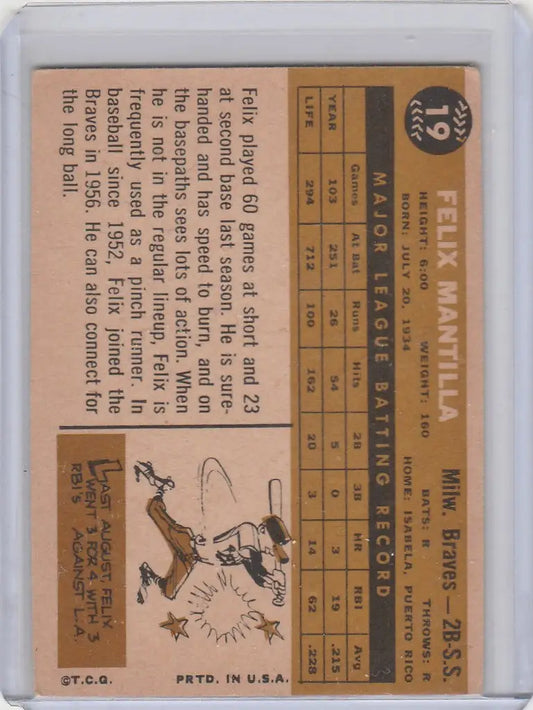 19
FELIX MANTILLA
Milw. Braves — 2B-S.S.
HEIGHT: 6:00 WEIGHT: 160 BATS: R THROWS: R
BORN: JULY 20, 1934 HOME: ISABELA, PUERTO RICO
MAJOR LEAGUE BATTING RECORD
Games At Bat Runs Hits 2B 3B HR RBI Avg
YEAR 103 251 26 54 5 0 3 19 .215
LIFE 294 712 100 162 20 3 14 62 .228
Felix played 60 games at short and 23
at second base last season. He is sure-
handed and has speed to burn, and on
the basepaths sees lots of action. When
he is not in the regular lineup, Felix is
frequently used as a pinch runner. In
baseball since 1952, Felix joined the
Braves in 1956. He can also connect for
the long ball.
LAST AUGUST, FELIX
WENT 3 FOR 4 WITH 3
RBI'S AGAINST L.A.
©T.C.G. PRTD. IN U.S.A.